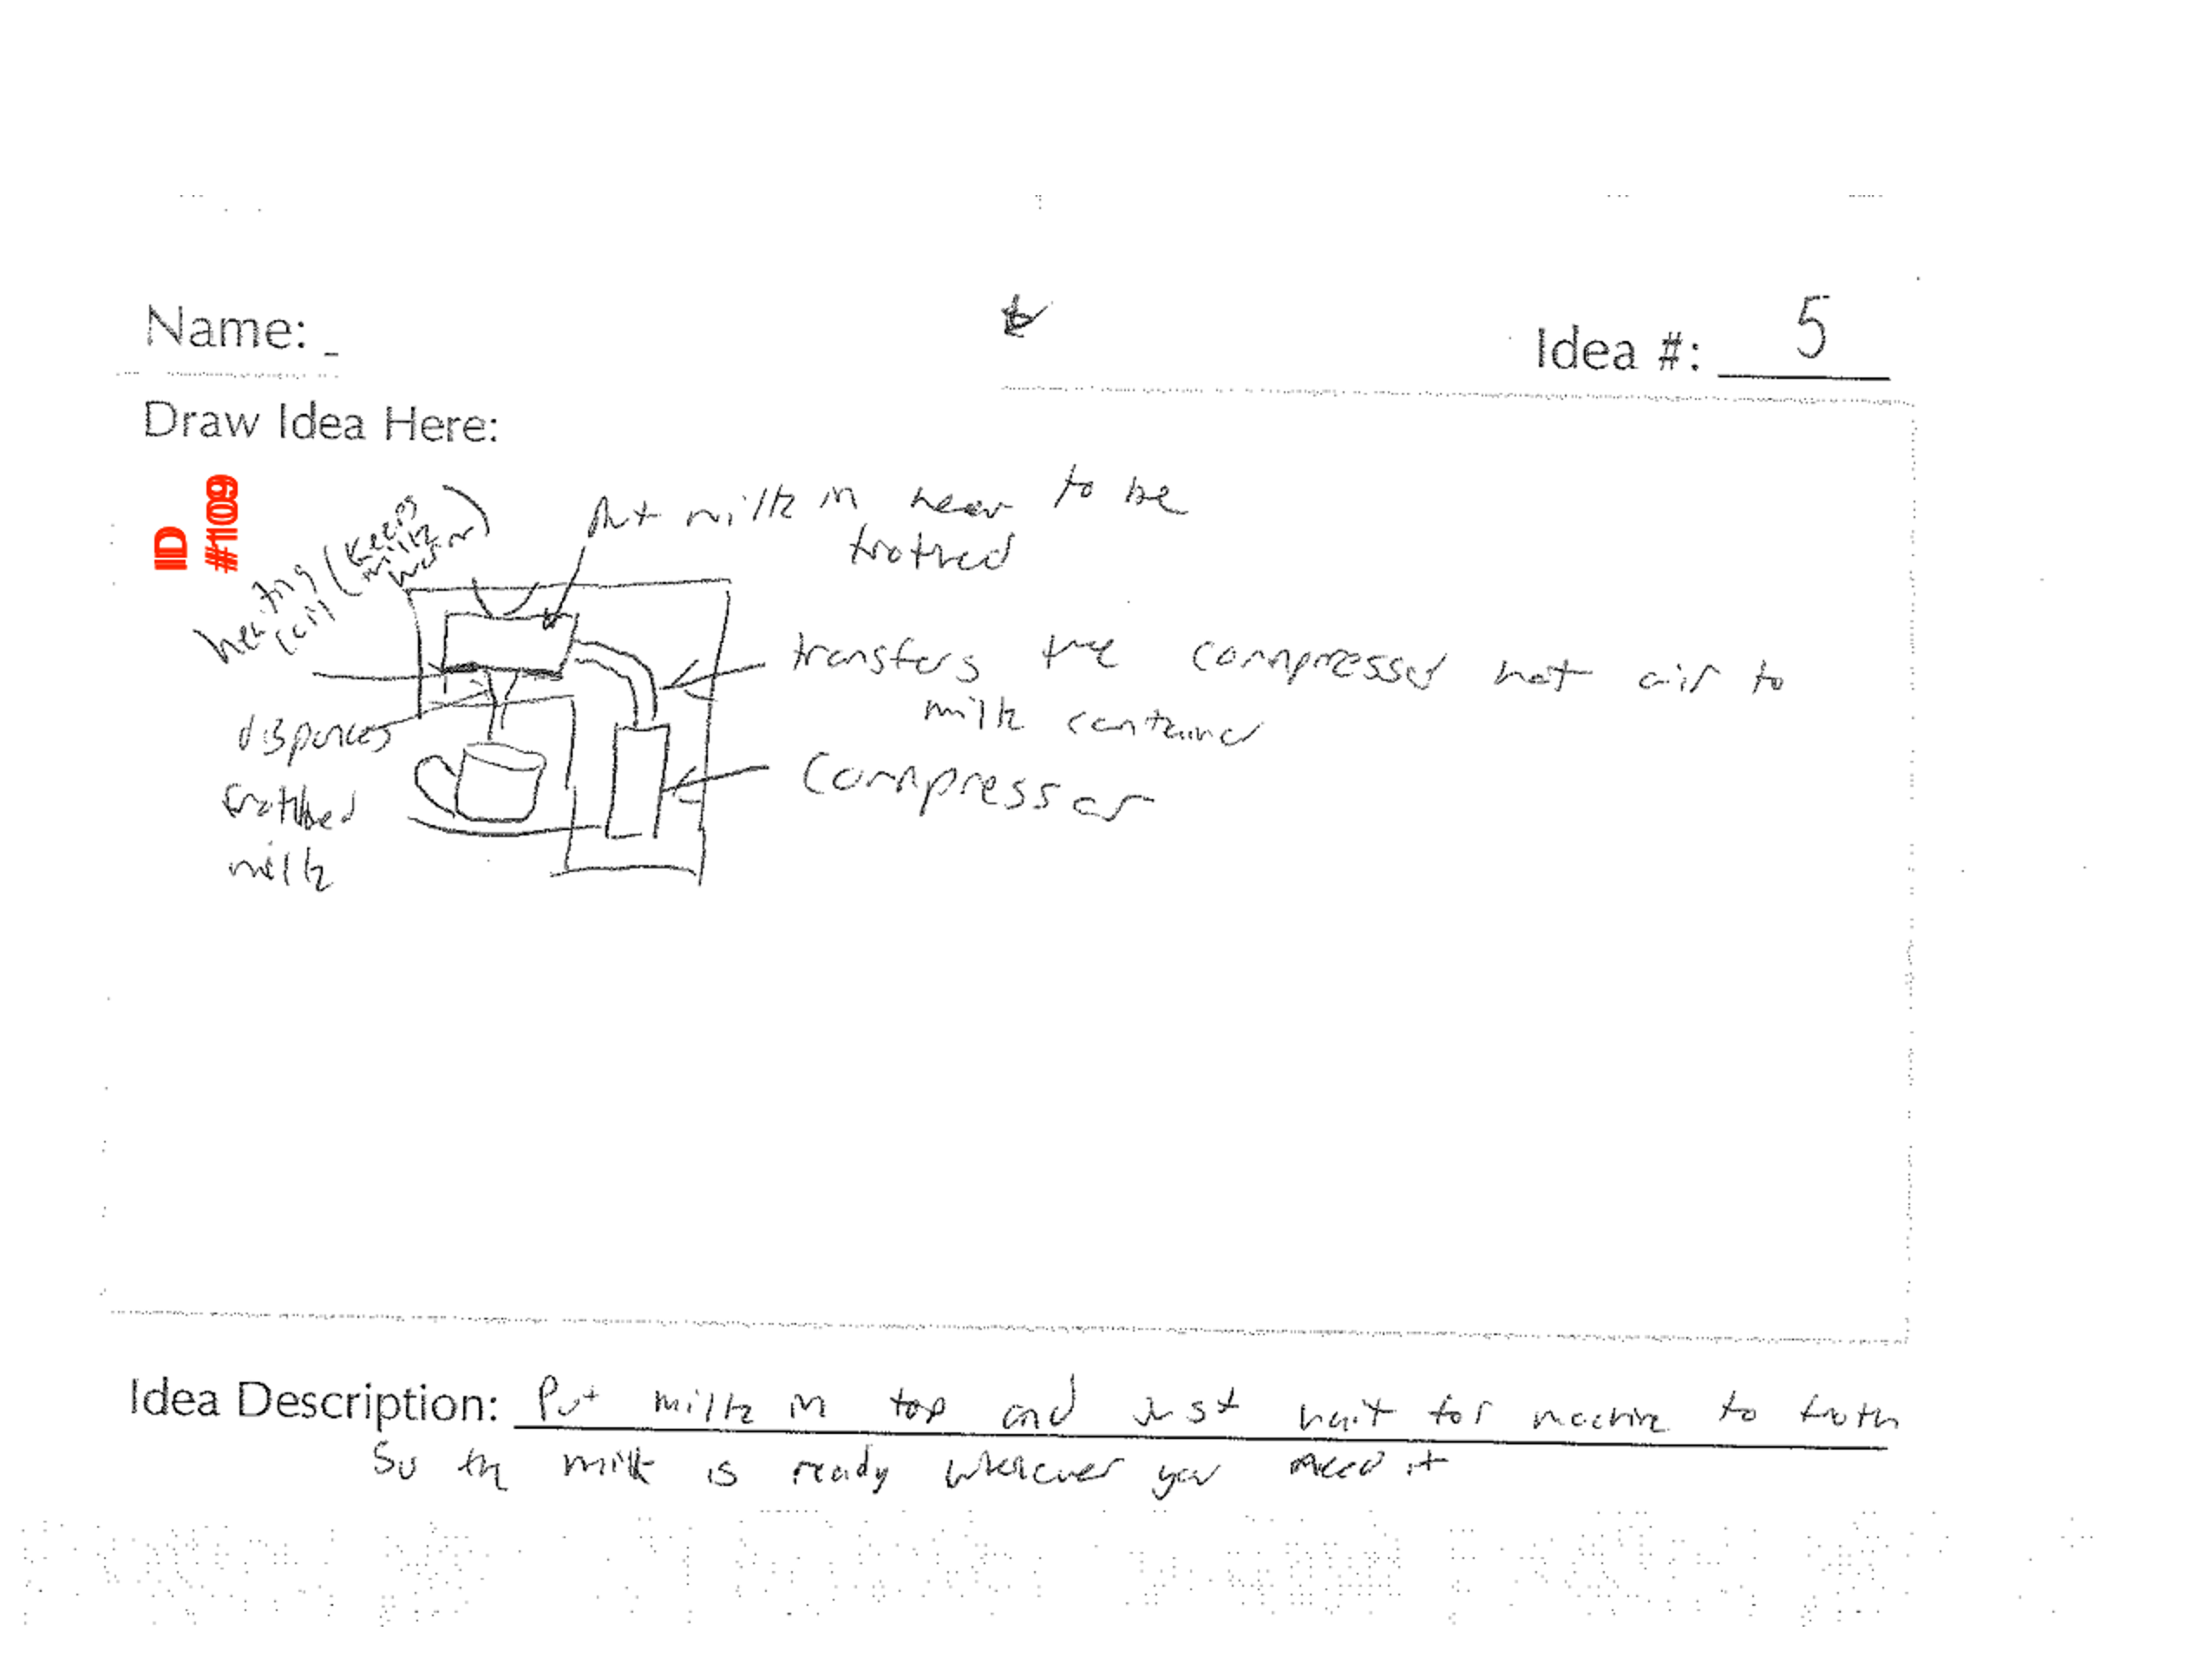 Name:
Idea #: 5
Draw Idea Here:
ID
#1109
heating coil (keeps
milk
warm)
Put milk in hear to be
frothed
transfers the compressed hot air to
milk container
dispences
frothed
milk
Compressor
Idea Description: Put milk in top and just wait for machine to froth
So the milk is ready whenever you need it